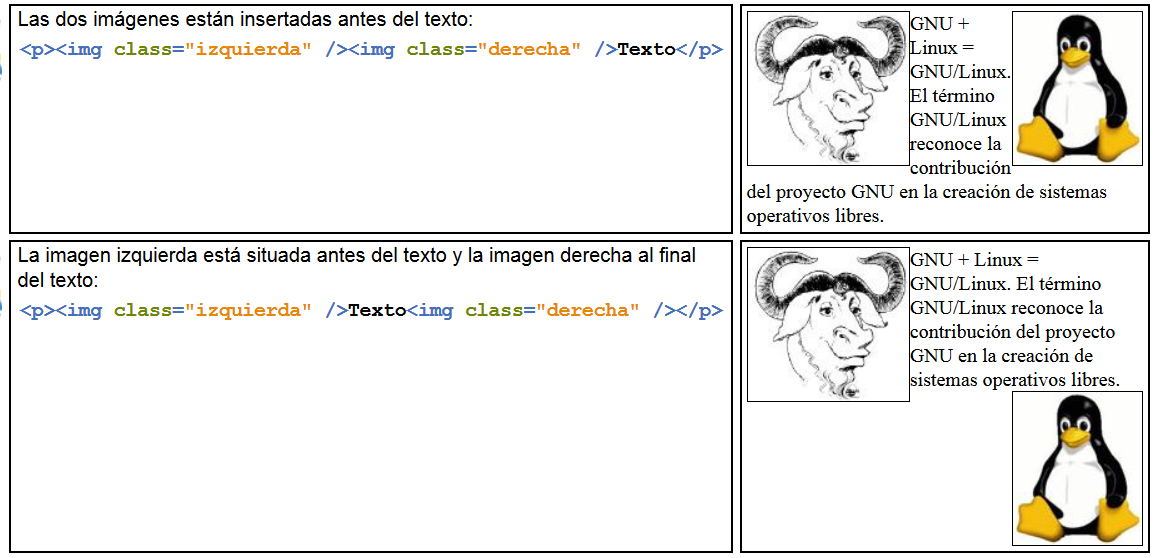 Las dos imágenes están insertadas antes del texto:
<p><img class="izquierda" /><img class="derecha" />Texto</p>
GNU +
Linux =
GNU/Linux.
El término
GNU/Linux
reconoce la
contribución
del proyecto GNU en la creación de sistemas
operativos libres.
La imagen izquierda está situada antes del texto y la imagen derecha al final
del texto:
<p><img class="izquierda" />Texto<img class="derecha" /></p>
GNU + Linux =
GNU/Linux. El término
GNU/Linux reconoce la
contribución del proyecto
GNU en la creación de
sistemas operativos libres.